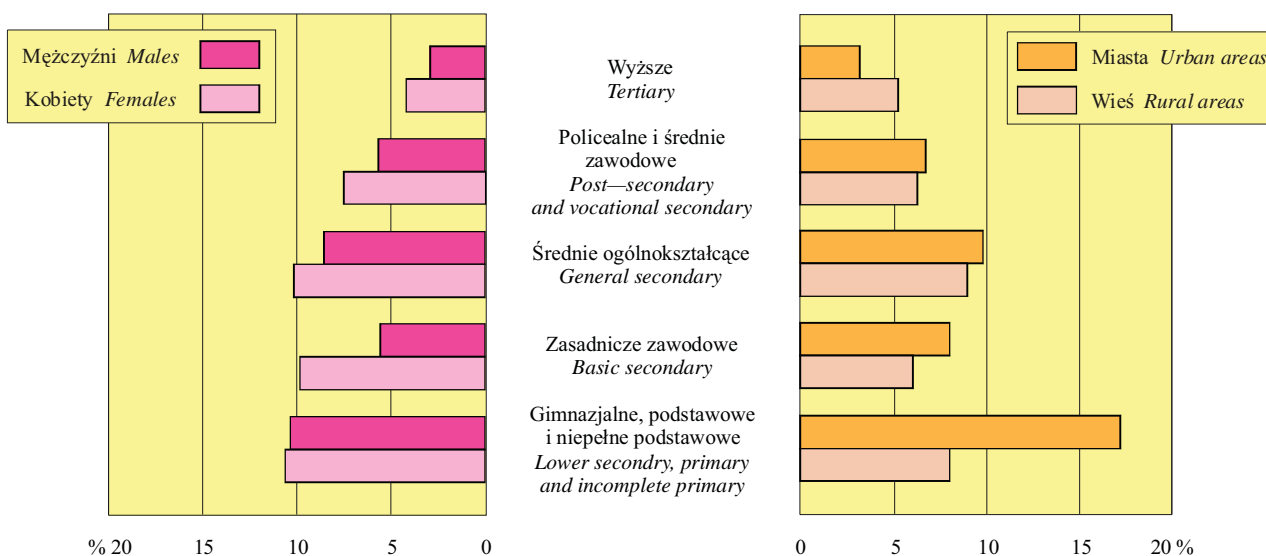 Mężczyźni Males
Kobiety Females
Miasta Urban areas
Wieś Rural areas
Wyższe
Tertiary
Policealne i średnie
zawodowe
Post—secondary
and vocational secondary
Średnie ogólnokształcące
General secondary
Zasadnicze zawodowe
Basic secondary
Gimnazjalne, podstawowe
i niepełne podstawowe
Lower secondry, primary
and incomplete primary
% 20 15 10 5 0
0 5 10 15 20 %